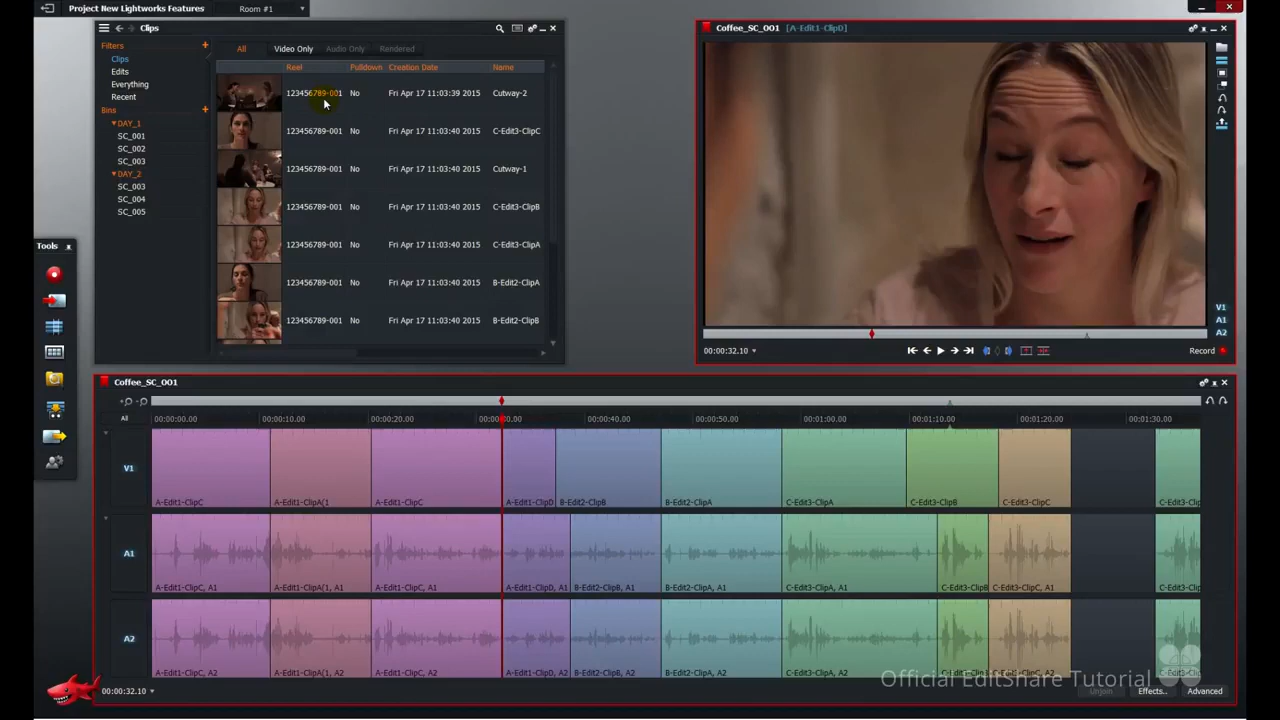 Project New Lightworks Features
Room #1
Clips
Filters
Clips
Edits
Everything
Recent
Bins
DAY_1
SC_001
SC_002
SC_003
DAY_2
SC_003
SC_004
SC_005
All Video Only Audio Only Rendered
Reel Pulldown Creation Date Name
123456789-001 No Fri Apr 17 11:03:39 2015 Cutway-2
123456789-001 No Fri Apr 17 11:03:40 2015 C-Edit3-ClipC
123456789-001 No Fri Apr 17 11:03:40 2015 Cutway-1
123456789-001 No Fri Apr 17 11:03:40 2015 C-Edit3-ClipB
123456789-001 No Fri Apr 17 11:03:40 2015 C-Edit3-ClipA
123456789-001 No Fri Apr 17 11:03:40 2015 B-Edit2-ClipA
123456789-001 No Fri Apr 17 11:03:40 2015 B-Edit2-ClipB
Coffee_SC_001 [A-Edit1-ClipD]
V1
A1
A2
00:00:32.10
Record
Tools
Coffee_SC_001
All 00:00:00.00 00:00:10.00 00:00:20.00 00:00:40.00 00:00:50.00 00:01:00.00 00:01:10.00 00:01:20.00 00:01:30.00
V1
A-Edit1-ClipC A-Edit1-ClipA(1 A-Edit1-ClipC A-Edit1-ClipD B-Edit2-ClipB B-Edit2-ClipA C-Edit3-ClipA C-Edit3-ClipB C-Edit3-ClipC C-Edit3-Clip
A1
A-Edit1-ClipC, A1 A-Edit1-ClipA(1, A1 A-Edit1-ClipC, A1 A-Edit1-ClipD, A1 B-Edit2-ClipB, A1 B-Edit2-ClipA, A1 C-Edit3-ClipA, A1 C-Edit3-ClipB C-Edit3-ClipC, A1 C-Edit3-Clip
A2
A-Edit1-ClipC, A2 A-Edit1-ClipA(1, A2 A-Edit1-ClipC, A2 A-Edit1-ClipD, A2 B-Edit2-ClipB, A2 B-Edit2-ClipA, A2 C-Edit3-ClipA, A2 C-Edit3-ClipC, A2
Official EditShare Tutorial
00:00:32.10
Unjoin Effects.. Advanced